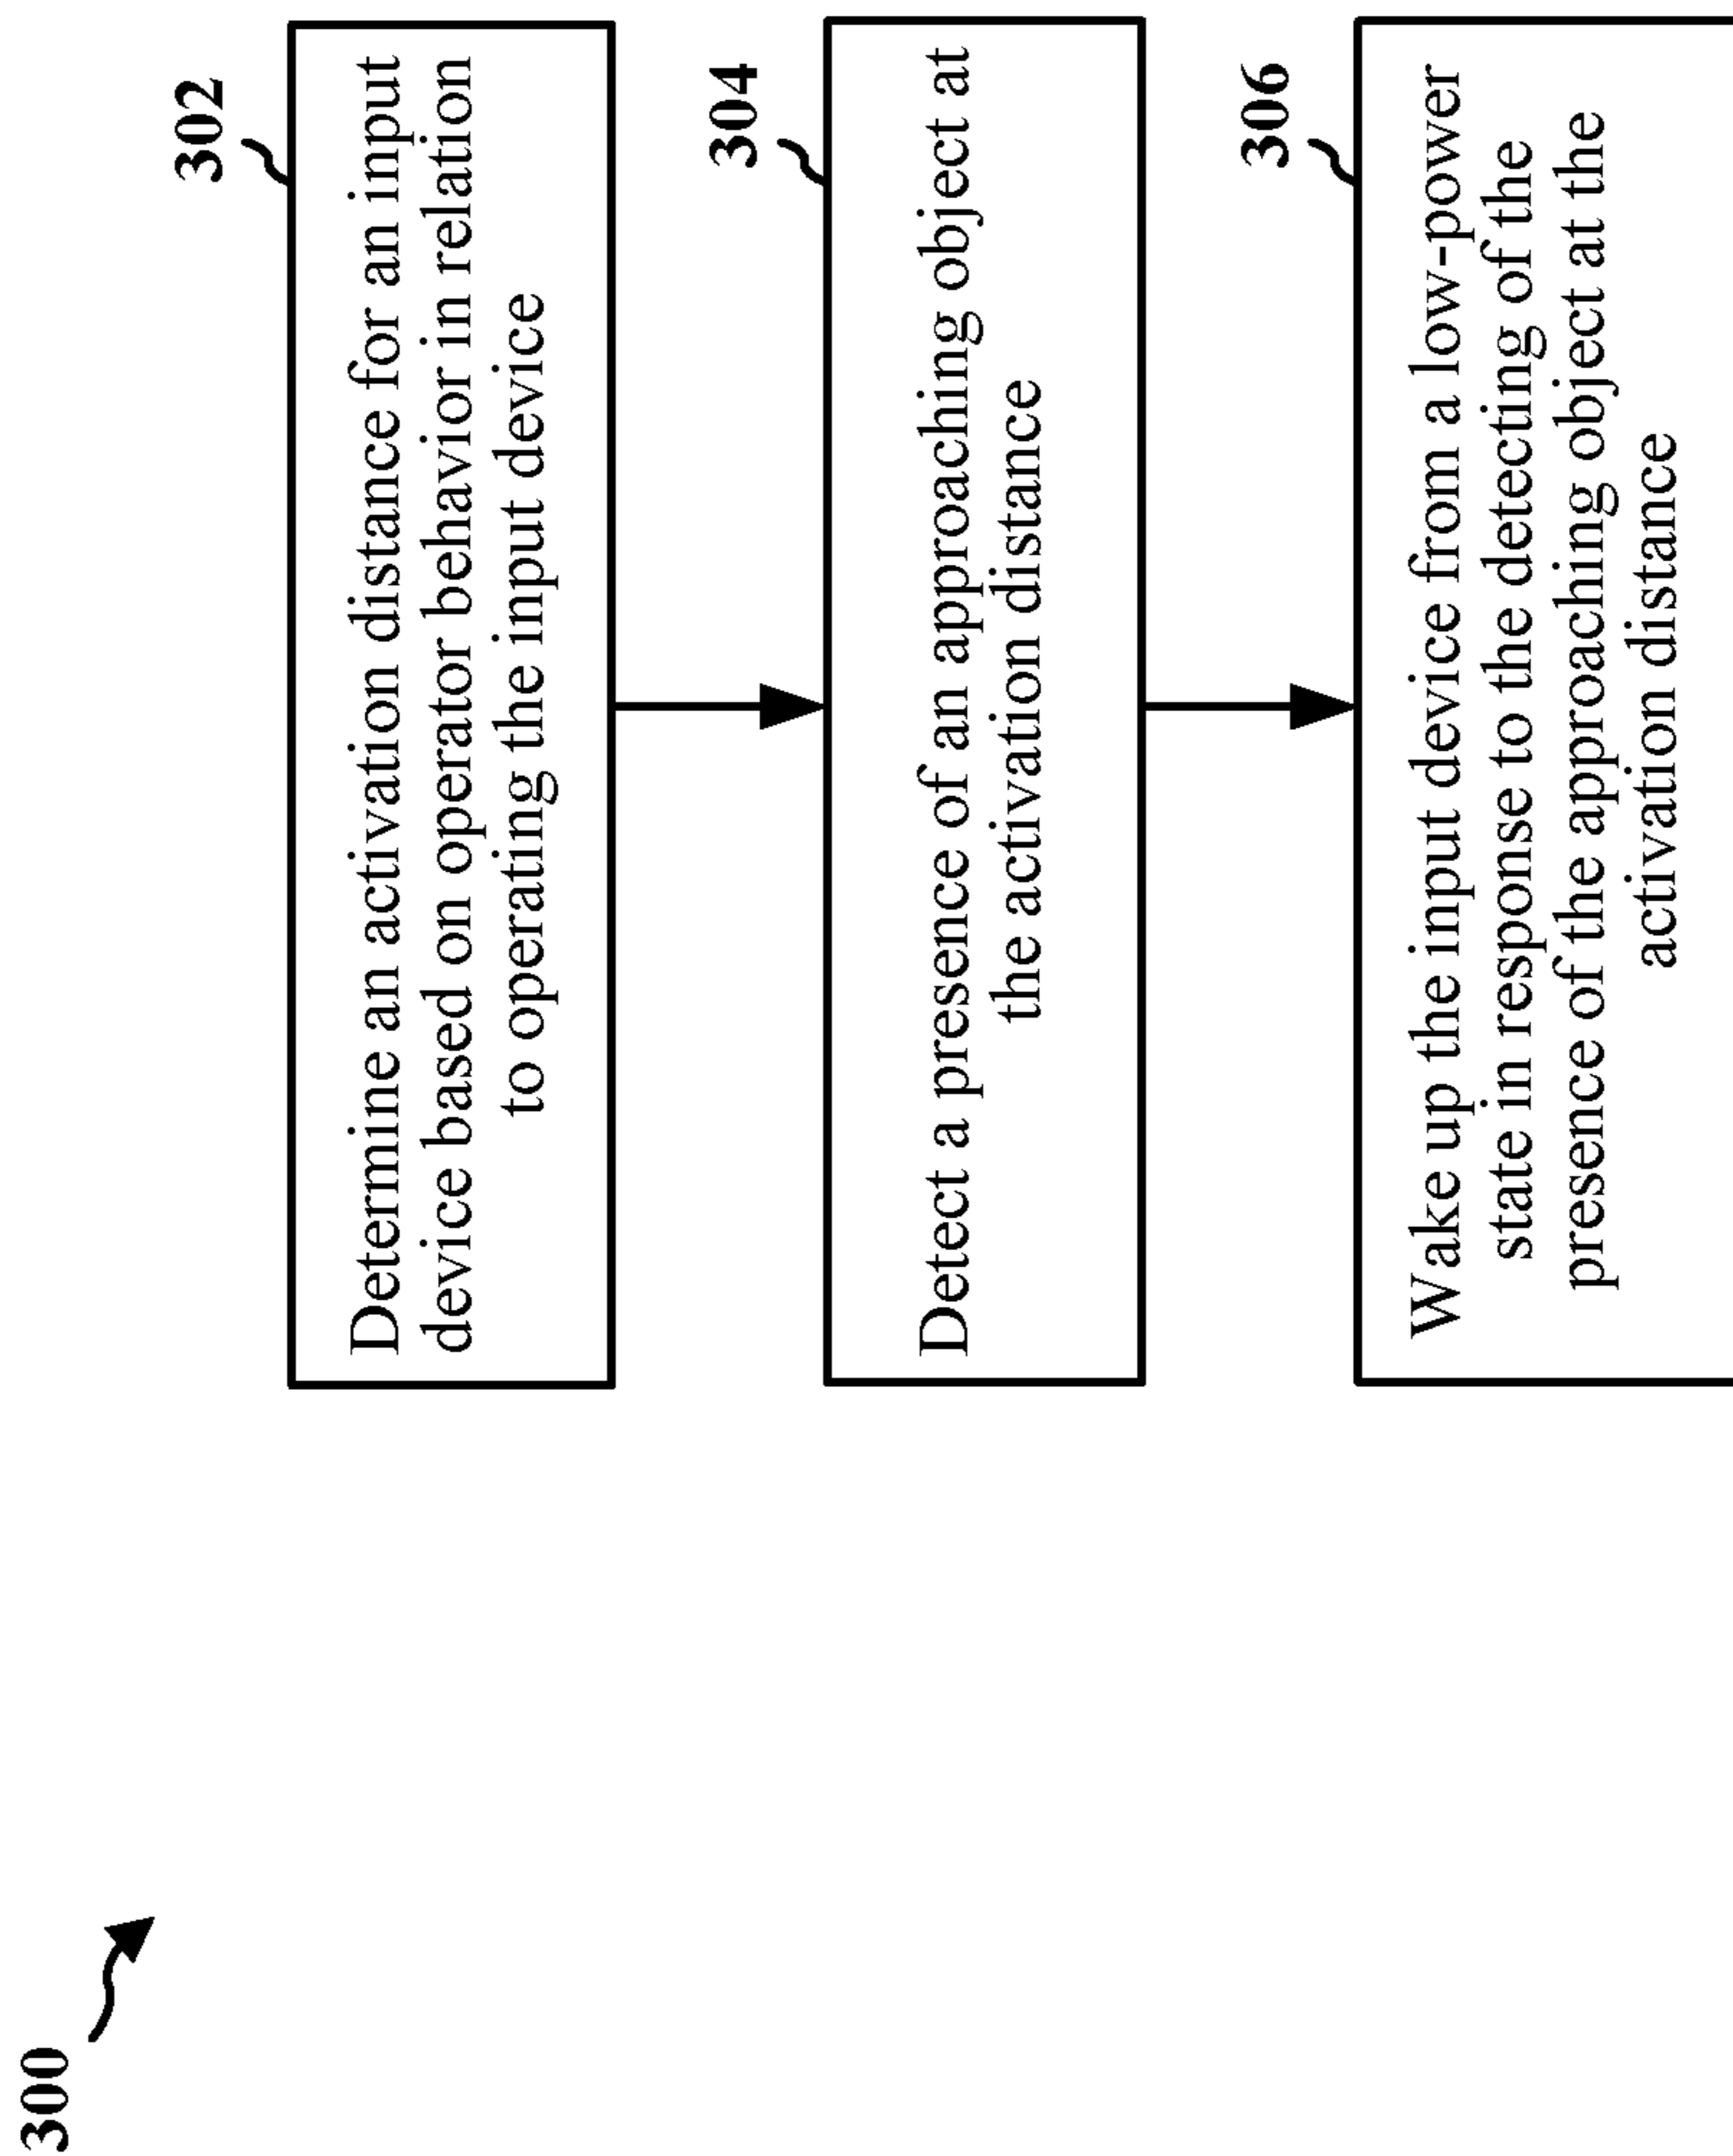 300
302
Determine an activation distance for an input
device based on operator behavior in relation
to operating the input device
304
Detect a presence of an approaching object at
the activation distance
306
Wake up the input device from a low-power
state in response to the detecting of the
presence of the approaching object at the
activation distance